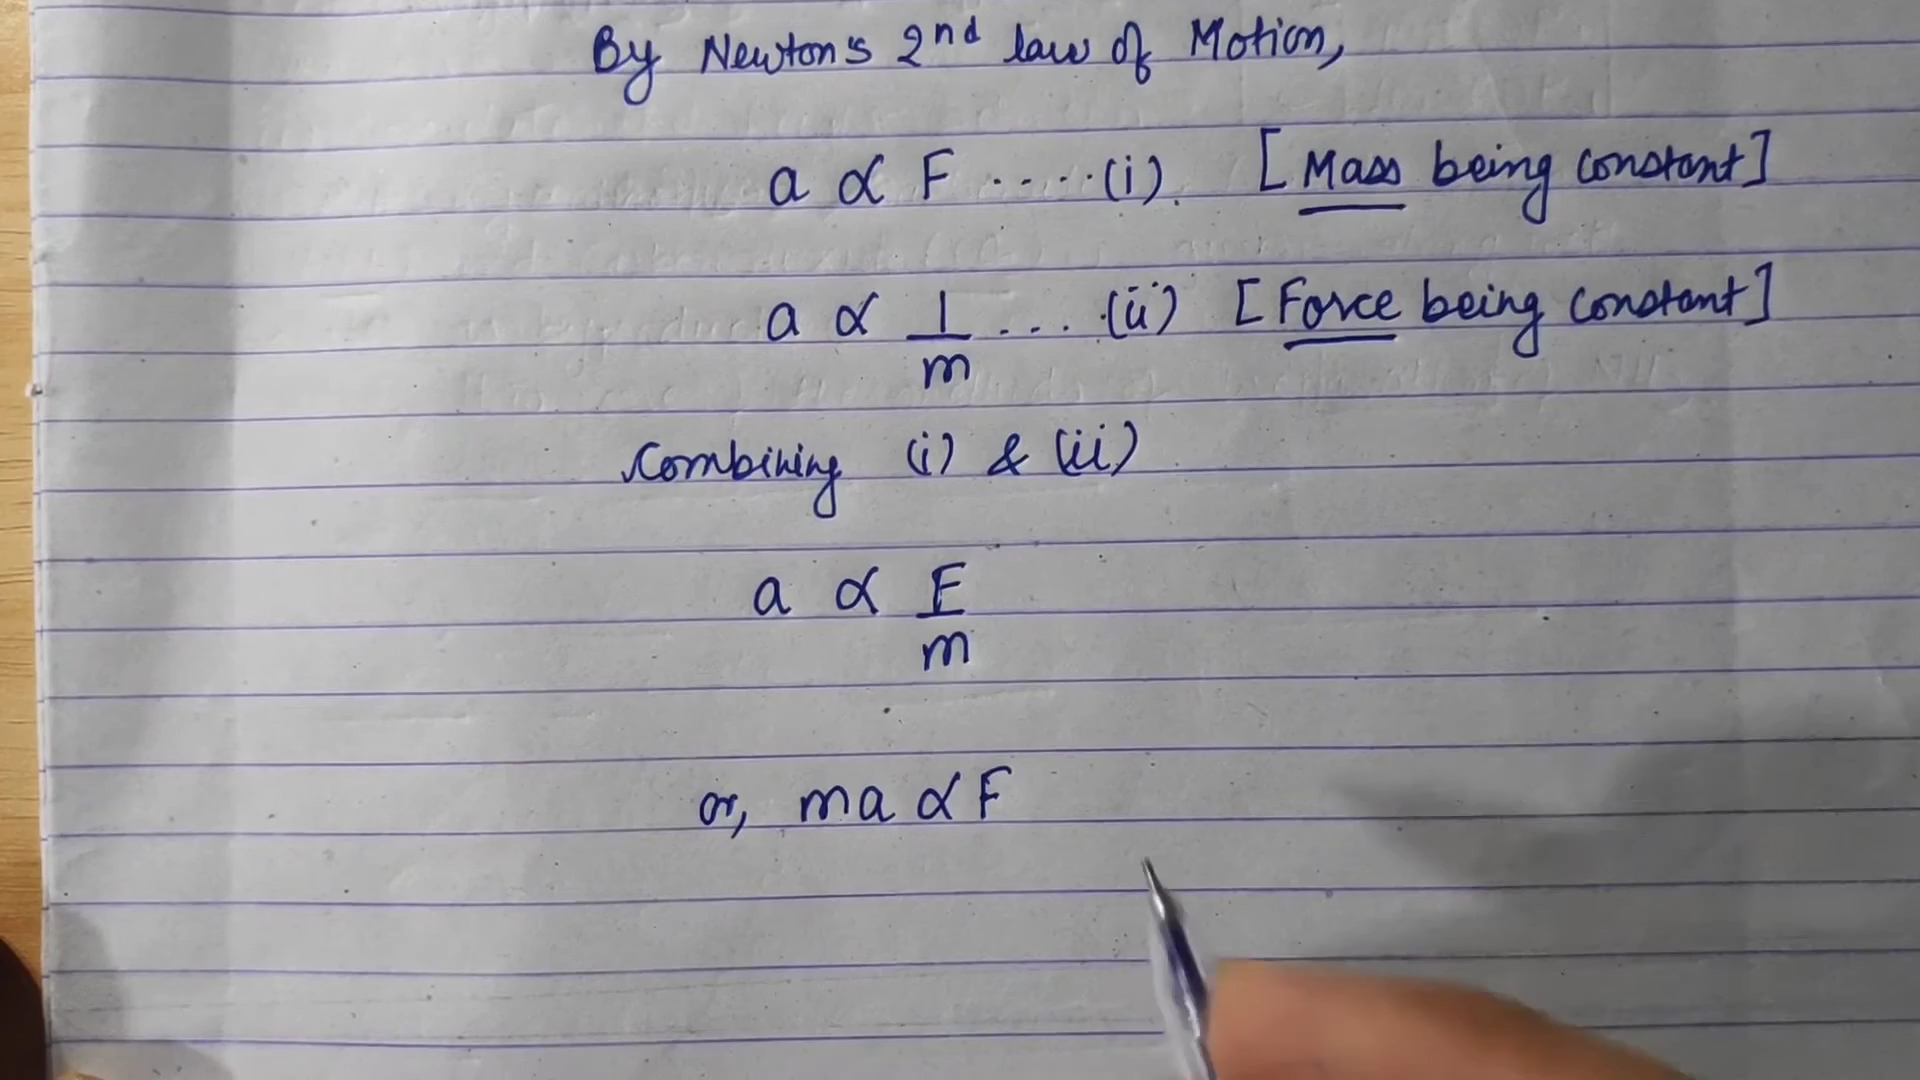 By Newton's 2nd law of Motion,
a ∝ F ....(i). [Mass being constant]
a ∝ 1/m ....(ii) [Force being constant]
Combining (i) & (ii)
a ∝ F/m
or, ma ∝ F